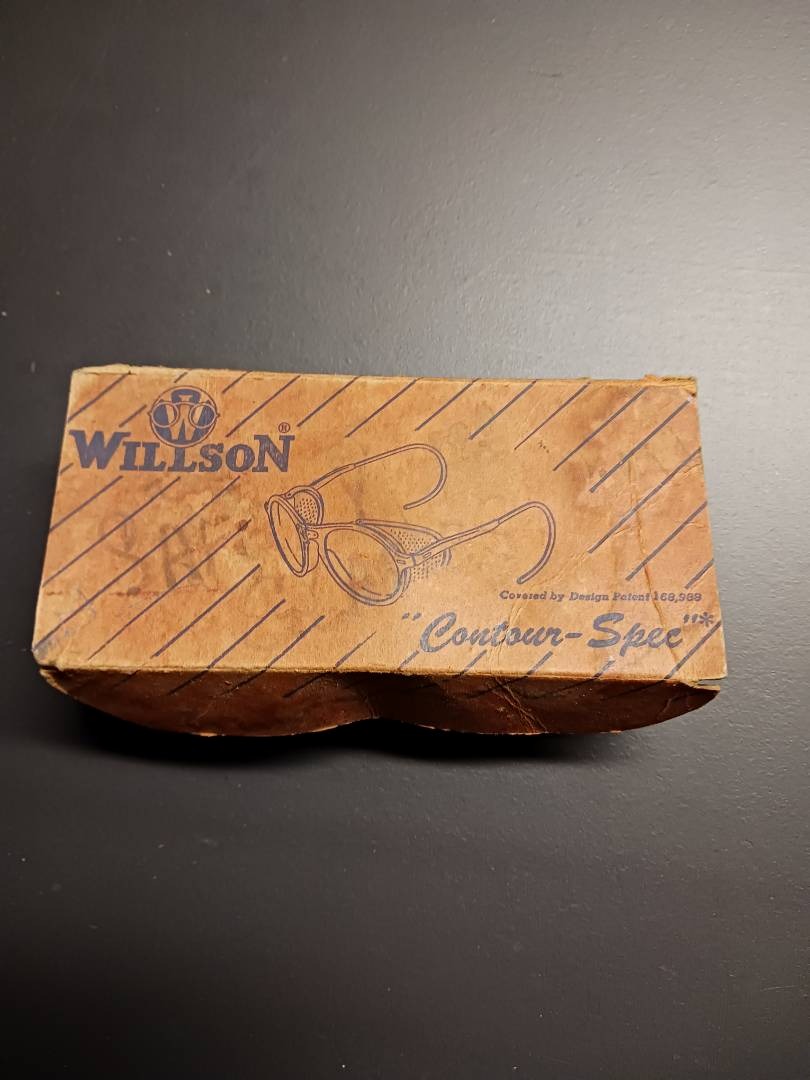 WILLSON®
Covered by Design Patent 168,989
"Contour-Spec"*